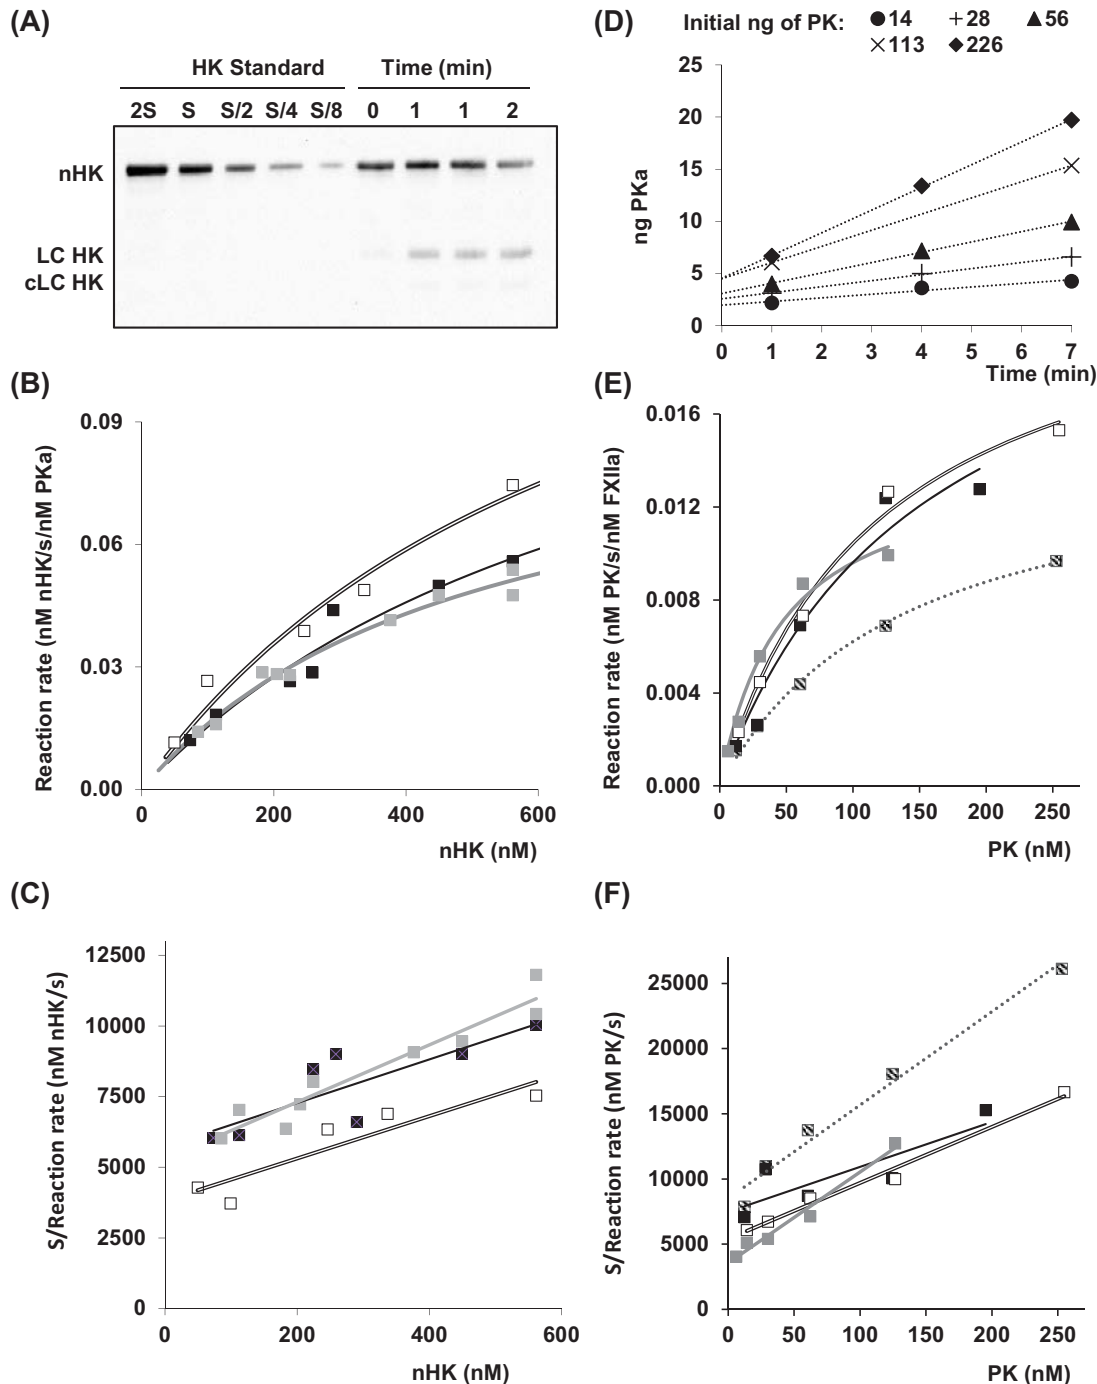 (A)
HK Standard Time (min)
2S S S/2 S/4 S/8 0 1 1 2
nHK
LC HK
cLC HK
(D)
Initial ng of PK: 14 28 56
113 226
25
20
15
10
5
0
ng PKa
0 1 2 3 4 5 6 7
Time (min)
(B)
0.09
0.06
0.03
0.00
Reaction rate (nM nHK/s/nM PKa)
0 200 400 600
nHK (nM)
(E)
0.016
0.012
0.008
0.004
0.000
Reaction rate (nM PK/s/nM FXIIa)
0 50 100 150 200 250
PK (nM)
(C)
12500
10000
7500
5000
2500
0
S/Reaction rate (nM nHK/s)
0 200 400 600
nHK (nM)
(F)
25000
20000
15000
10000
5000
0
S/Reaction rate (nM PK/s)
0 50 100 150 200 250
PK (nM)